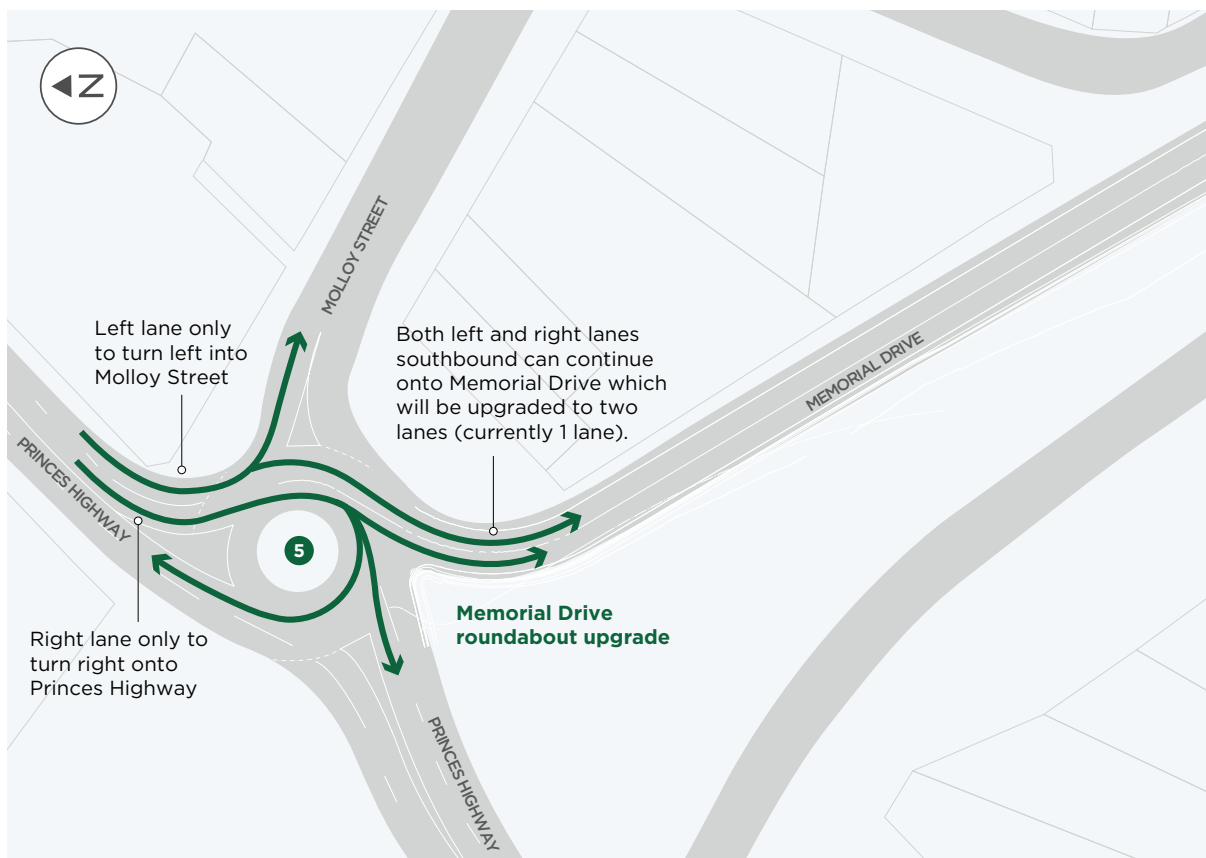 N
MOLLOY STREET
Left lane only
to turn left into
Molloy Street
Both left and right lanes
southbound can continue
onto Memorial Drive which
will be upgraded to two
lanes (currently 1 lane).
MEMORIAL DRIVE
PRINCES HIGHWAY
5
Memorial Drive
roundabout upgrade
Right lane only to
turn right onto
Princes Highway
PRINCES HIGHWAY